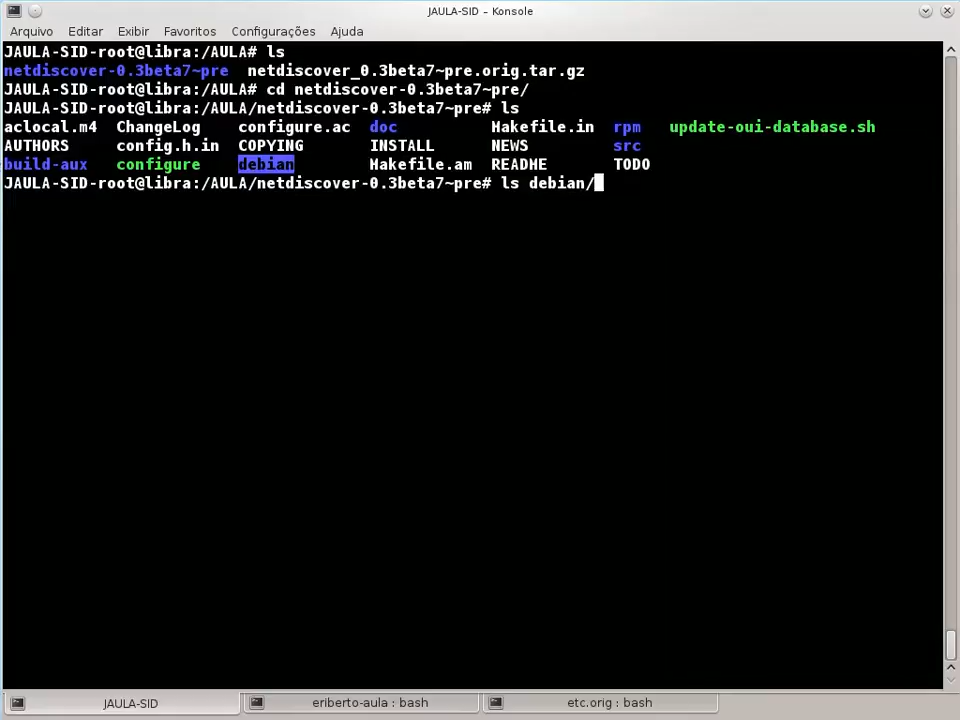 JAULA-SID – Konsole
Arquivo Editar Exibir Favoritos Configurações Ajuda
JAULA-SID-root@libra:/AULA# ls
netdiscover-0.3beta7~pre netdiscover_0.3beta7~pre.orig.tar.gz
JAULA-SID-root@libra:/AULA# cd netdiscover-0.3beta7~pre/
JAULA-SID-root@libra:/AULA/netdiscover-0.3beta7~pre# ls
aclocal.m4 ChangeLog configure.ac doc Makefile.in rpm update-oui-database.sh
AUTHORS config.h.in COPYING INSTALL NEWS src
build-aux configure debian Makefile.am README TODO
JAULA-SID-root@libra:/AULA/netdiscover-0.3beta7~pre# ls debian/
JAULA-SID eriberto-aula : bash etc.orig : bash